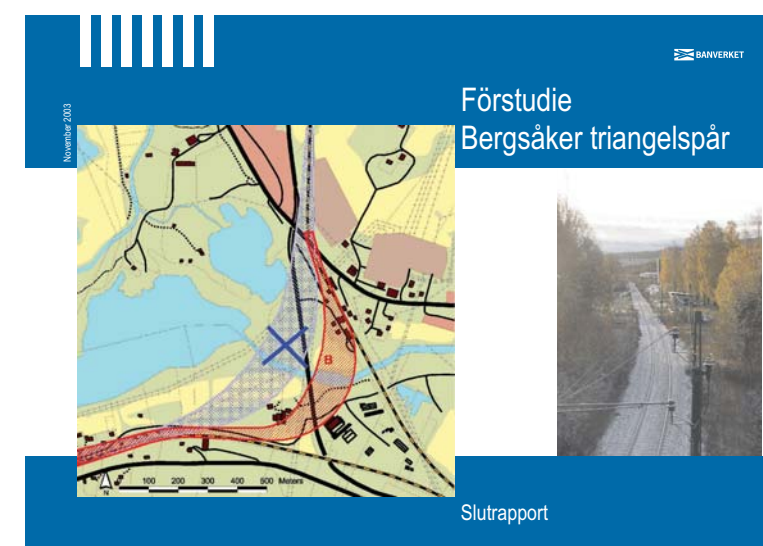 BANVERKET
November 2003
Förstudie
Bergsåker triangelspår
B
N
100 200 300 400 500 Meters
Slutrapport